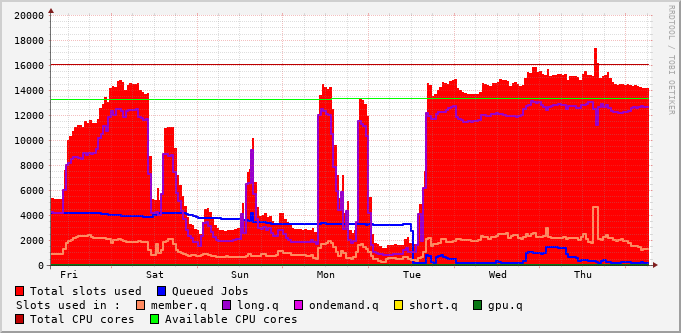 20000
18000
16000
14000
12000
10000
8000
6000
4000
2000
0
Fri Sat Sun Mon Tue Wed Thu
RRDTOOL / TOBI OETIKER
Total slots used Queued Jobs
Slots used in : member.q long.q ondemand.q short.q gpu.q
Total CPU cores Available CPU cores